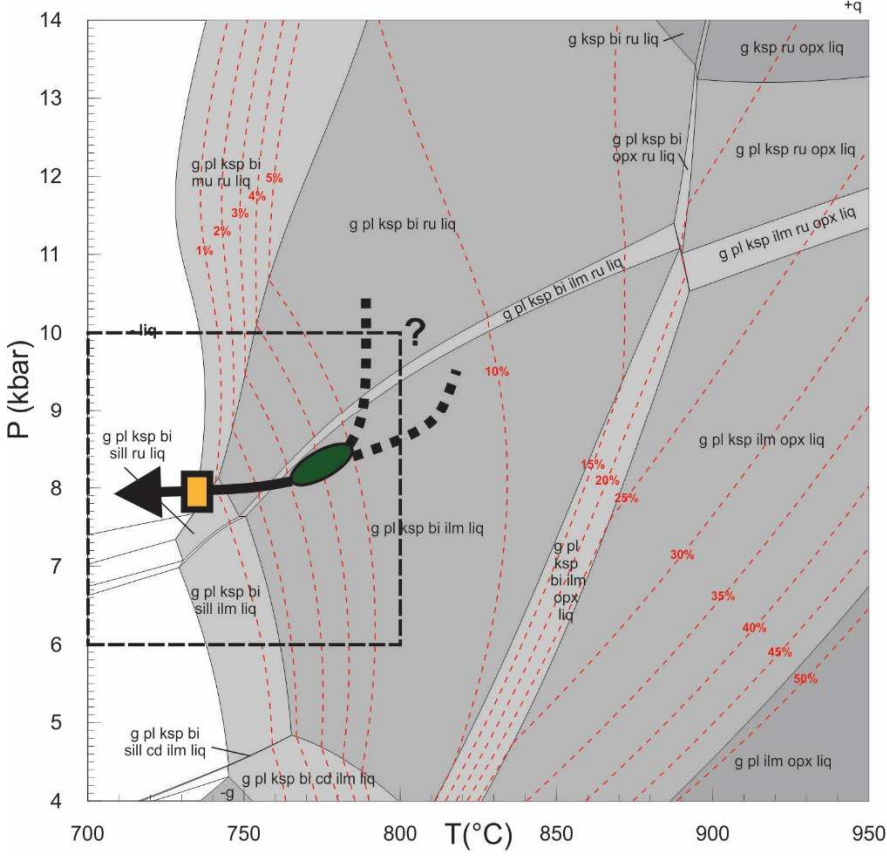 +q
14
13
12
11
10
9
8
7
6
5
4
P (kbar)
700
750
800
850
900
950
T(°C)
g ksp bi ru liq
g ksp ru opx liq
g ksp bi
opx ru liq
g pl ksp ru opx liq
g pl ksp bi
mu ru liq
5%
4%
3%
2%
1%
g pl ksp bi ru liq
g pl ksp ilm ru opx liq
g pl ksp bi ilm ru liq
-liq
?
10%
g pl ksp bi
sill ru liq
g pl ksp ilm opx liq
15%
20%
25%
g pl ksp bi ilm liq
g pl
ksp
bi ilm
opx
liq
30%
35%
40%
45%
50%
g pl ksp bi
sill ilm liq
g pl ksp bi
sill cd ilm liq
g pl ksp bi cd ilm liq
-g
g pl ilm opx liq